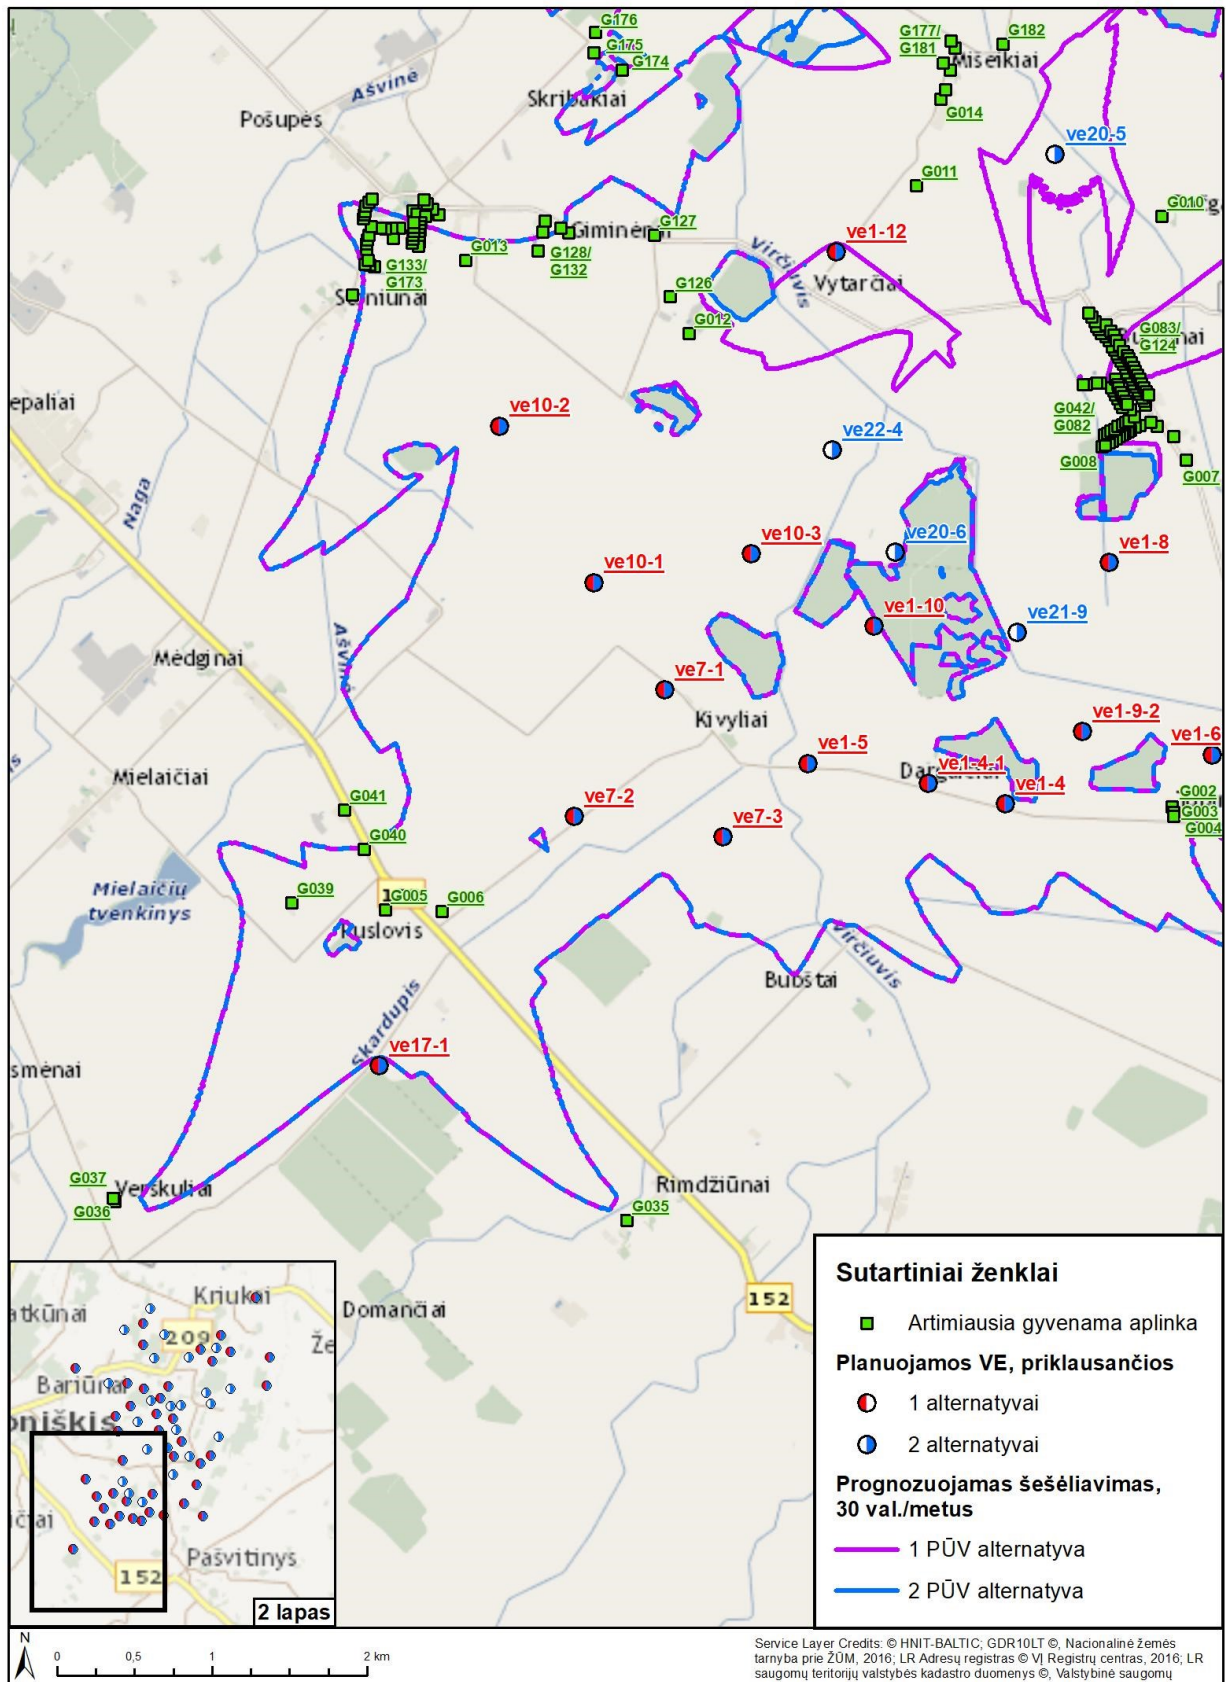 G176
G177/
G181
G182
G175
G174
Mišeikiai
Ašvinė
Skribakiai
Pošupės
G014
ve20-5
G011
G010
ve1-12
G127
Giminėnai
G013
G128/
G132
Virčiuvis
Vytarčiai
G133/
G173
G126
G012
G083/
G124
epaliai
ve10-2
G042/
G082
ve22-4
G008
G007
Naga
ve10-3
ve20-6
ve1-8
ve10-1
ve1-10
ve21-9
Ašvinė
Mėdginai
ve7-1
Kivyliai
ve1-9-2
ve1-6
ve1-5
Mielaičiai
ve1-4-1
ve1-4
G041
ve7-2
ve7-3
G002
G003
G004
G040
Mielaičių
tvenkinys
G039
G005
G006
Ruslovis
Virčiuvis
Bubštai
Skardupis
ve17-1
smėnai
G037
G036
Verskuliai
Rimdžiūnai
G035
152
Domančiai
atkūnai
Kriukai
209
Že
Bariūnai
oniškis
ičiai
Pašvitinys
152
2 lapas
Sutartiniai ženklai
Artimiausia gyvenama aplinka
Planuojamos VE, priklausančios
1 alternatyvai
2 alternatyvai
Prognozuojamas šešėliavimas,
30 val./metus
1 PŪV alternatyva
2 PŪV alternatyva
N
0 0,5 1 2 km
Service Layer Credits: © HNIT-BALTIC; GDR10LT ©, Nacionalinė žemės
tarnyba prie ŽŪM, 2016; LR Adresų registras © VĮ Registrų centras, 2016; LR
saugomų teritorijų valstybės kadastro duomenys ©, Valstybinė saugomų